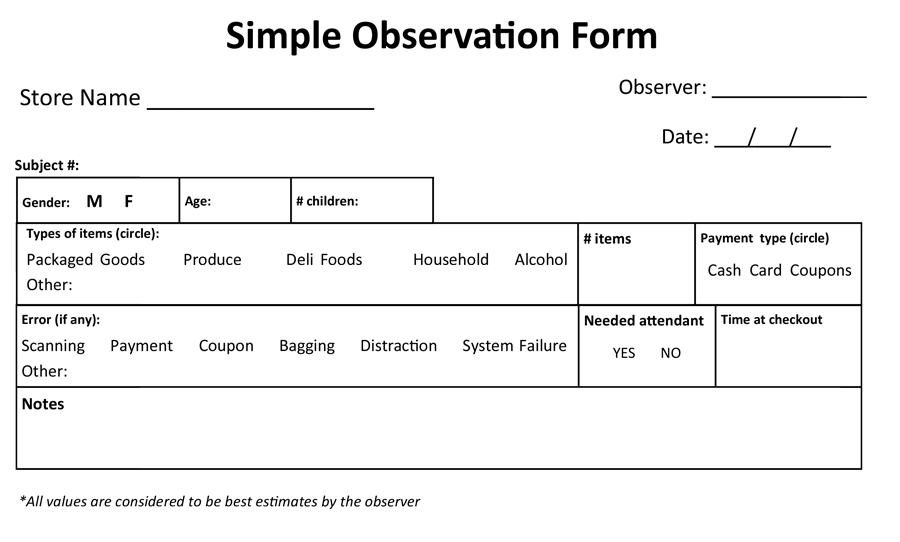 Simple Observation Form
Store Name ____________________
Observer: ______________
Date: ___/___/___
Subject #:
Gender: M F
Age:
# children:
Types of items (circle):
Packaged Goods Produce Deli Foods Household Alcohol
Other:
# items
Payment type (circle)
Cash Card Coupons
Error (if any):
Scanning Payment Coupon Bagging Distraction System Failure
Other:
Needed attendant
YES NO
Time at checkout
Notes
*All values are considered to be best estimates by the observer